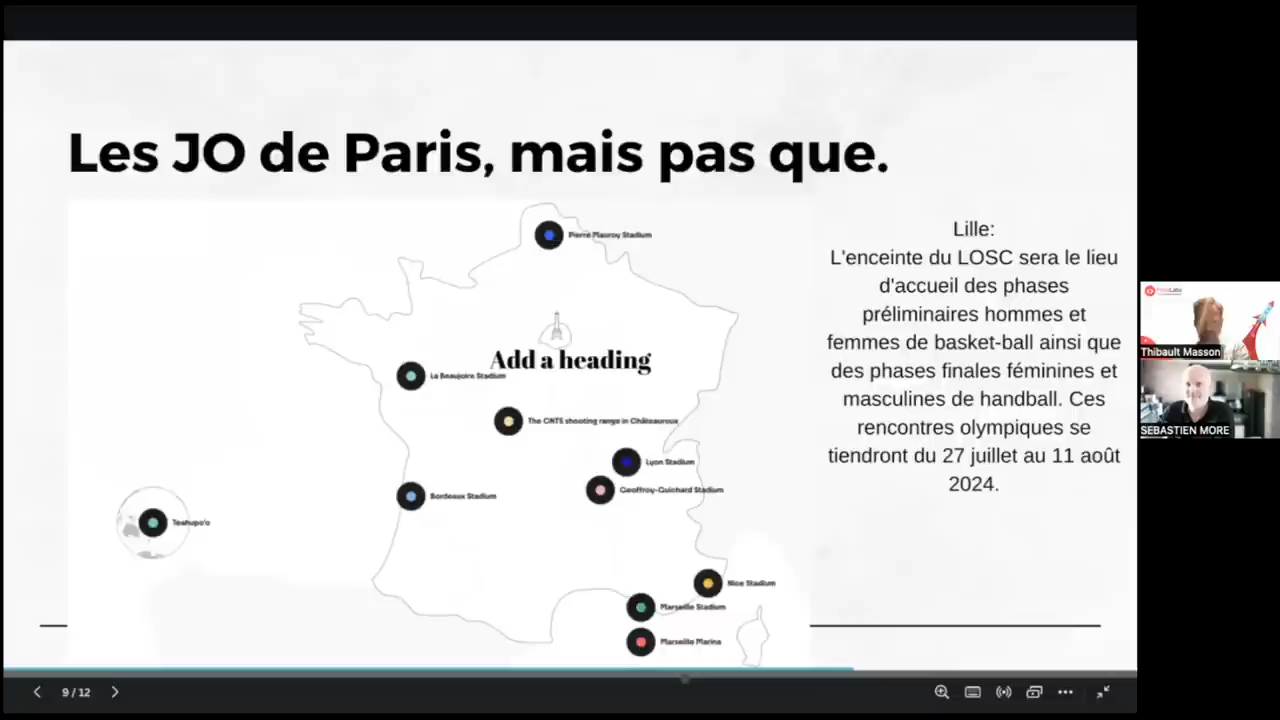 Les JO de Paris, mais pas que.
Pierre Mauroy Stadium
Add a heading
La Beaujoire Stadium
The CNTS shooting range in Châteauroux
Lyon Stadium
Geoffroy-Guichard Stadium
Bordeaux Stadium
Teahupo'o
Nice Stadium
Marseille Stadium
Marseille Marina
Lille:
L'enceinte du LOSC sera le lieu
d'accueil des phases
préliminaires hommes et
femmes de basket-ball ainsi que
des phases finales féminines et
masculines de handball. Ces
rencontres olympiques se
tiendront du 27 juillet au 11 août
2024.
Thibault Masson
SEBASTIEN MORE
9 / 12